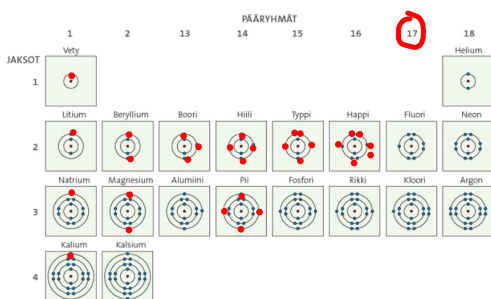 PÄÄRYHMÄT
1 2 13 14 15 16 17 18
JAKSOT
Vety Helium
1
Litium Beryllium Boori Hiili Typpi Happi Fluori Neon
2
Natrium Magnesium Alumiini Pii Fosfori Rikki Kloori Argon
3
Kalium Kalsium
4